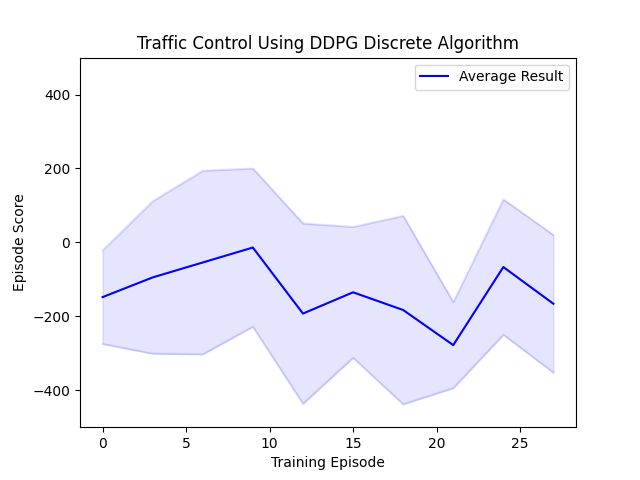 Traffic Control Using DDPG Discrete Algorithm
Average Result
400
200
0
−200
−400
Episode Score
0 5 10 15 20 25
Training Episode